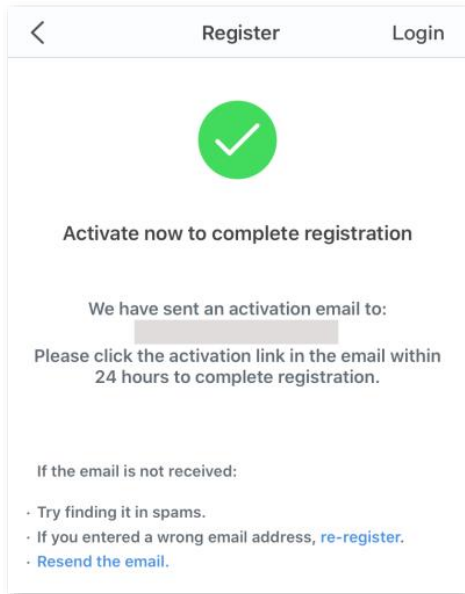 Register Login
Activate now to complete registration
We have sent an activation email to:
Please click the activation link in the email within
24 hours to complete registration.
If the email is not received:
· Try finding it in spams.
· If you entered a wrong email address, re-register.
· Resend the email.